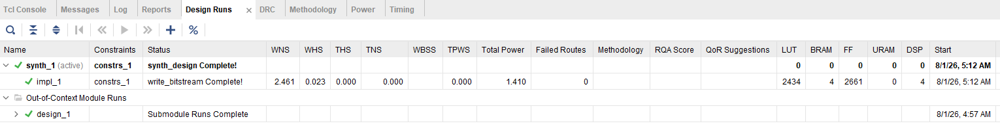 Tcl Console Messages Log Reports Design Runs × DRC Methodology Power Timing
Name Constraints Status WNS WHS THS TNS WBSS TPWS Total Power Failed Routes Methodology RQA Score QoR Suggestions LUT BRAM FF URAM DSP Start
synth_1 (active) constrs_1 synth_design Complete! 0 0 0 0 0 8/1/26, 5:12 AM
impl_1 constrs_1 write_bitstream Complete! 2.461 0.023 0.000 0.000 0.000 1.410 0 2434 4 2661 0 4 8/1/26, 5:12 AM
Out-of-Context Module Runs
design_1 Submodule Runs Complete 8/1/26, 4:57 AM